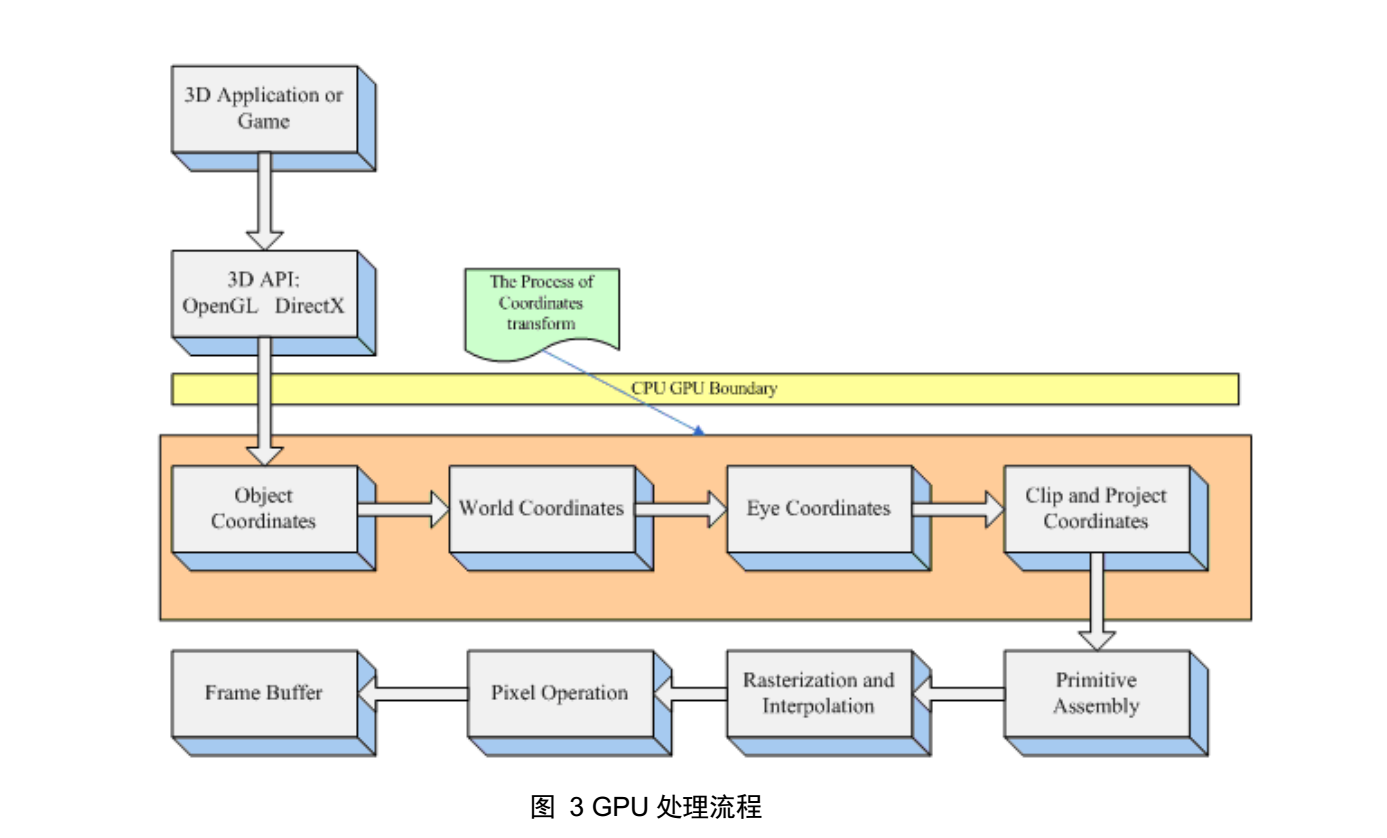 3D Application or
Game
3D API:
OpenGL DirectX
The Process of
Coordinates
transform
CPU GPU Boundary
Object
Coordinates
World Coordinates
Eye Coordinates
Clip and Project
Coordinates
Frame Buffer
Pixel Operation
Rasterization and
Interpolation
Primitive
Assembly
图 3 GPU 处理流程